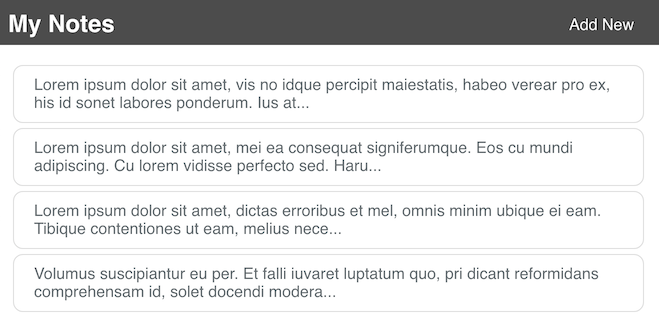 My Notes
Add New
Lorem ipsum dolor sit amet, vis no idque percipit maiestatis, habeo verear pro ex,
his id sonet labores ponderum. Ius at...
Lorem ipsum dolor sit amet, mei ea consequat signiferumque. Eos cu mundi
adipiscing. Cu lorem vidisse perfecto sed. Haru...
Lorem ipsum dolor sit amet, dictas erroribus et mel, omnis minim ubique ei eam.
Tibique contentiones ut eam, melius nece...
Volumus suscipiantur eu per. Et falli iuvaret luptatum quo, pri dicant reformidans
comprehensam id, solet docendi modera...